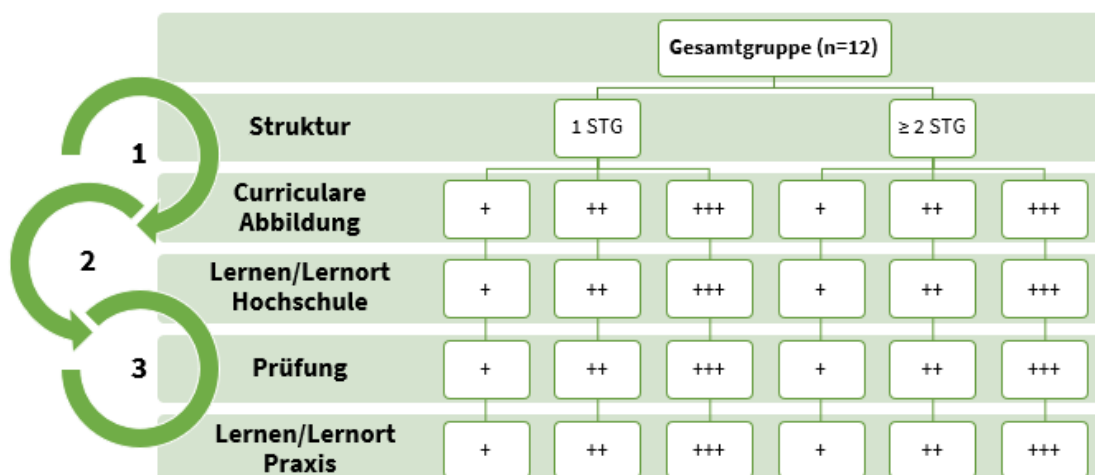 Gesamtgruppe (n=12)
Struktur
1 STG
≥ 2 STG
1
Curriculare
Abbildung
+
++
+++
+
++
+++
2
Lernen/Lernort
Hochschule
+
++
+++
+
++
+++
3
Prüfung
+
++
+++
+
++
+++
Lernen/Lernort
Praxis
+
++
+++
+
++
+++